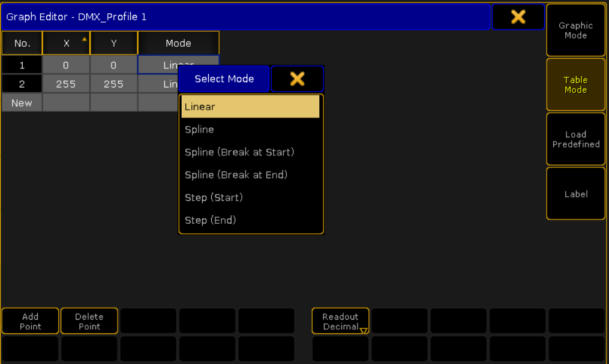 Graph Editor - DMX_Profile 1
Graphic
Mode
No. X Y Mode
1 0 0 Linear
2 255 255 Lin
New
Select Mode
Linear
Spline
Spline (Break at Start)
Spline (Break at End)
Step (Start)
Step (End)
Table
Mode
Load
Predefined
Label
Add
Point
Delete
Point
Readout
Decimal